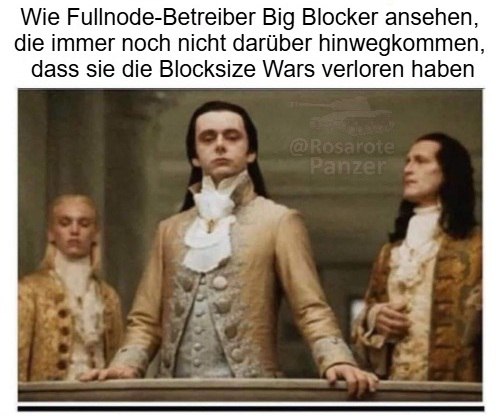 Wie Fullnode-Betreiber Big Blocker ansehen,
die immer noch nicht darüber hinwegkommen,
dass sie die Blocksize Wars verloren haben
@Rosarote
Panzer